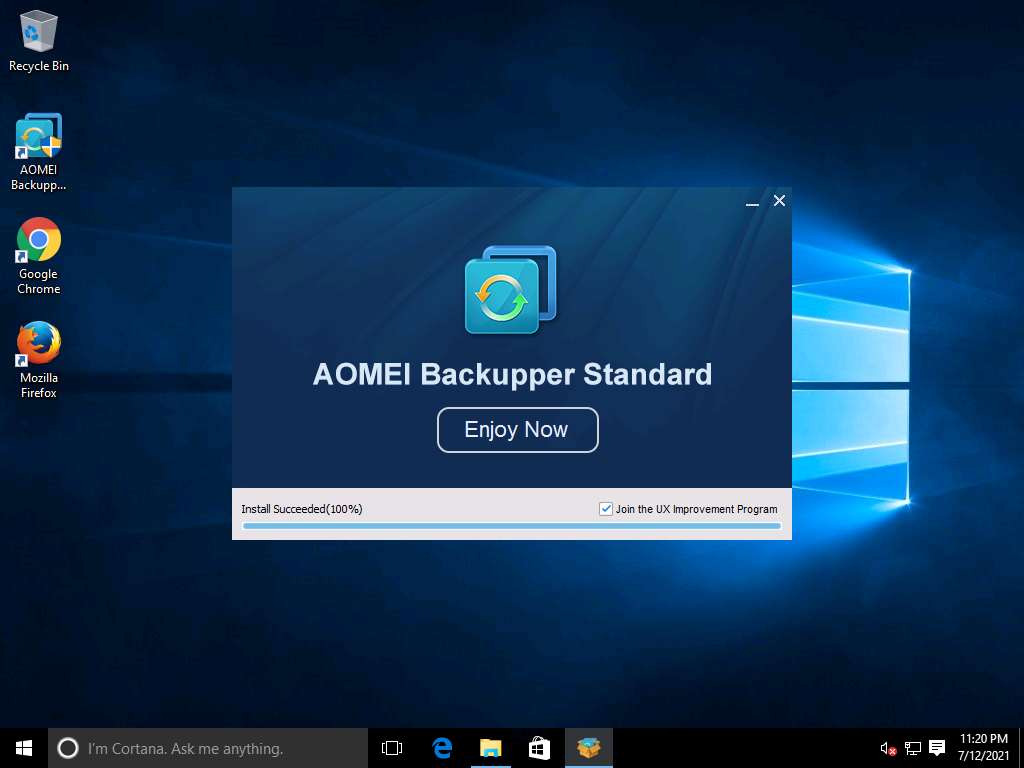 Recycle Bin
AOMEI
Backupp...
Google
Chrome
Mozilla
Firefox
AOMEI Backupper Standard
Enjoy Now
Install Succeeded(100%)
Join the UX Improvement Program
I'm Cortana. Ask me anything.
11:20 PM
7/12/2021